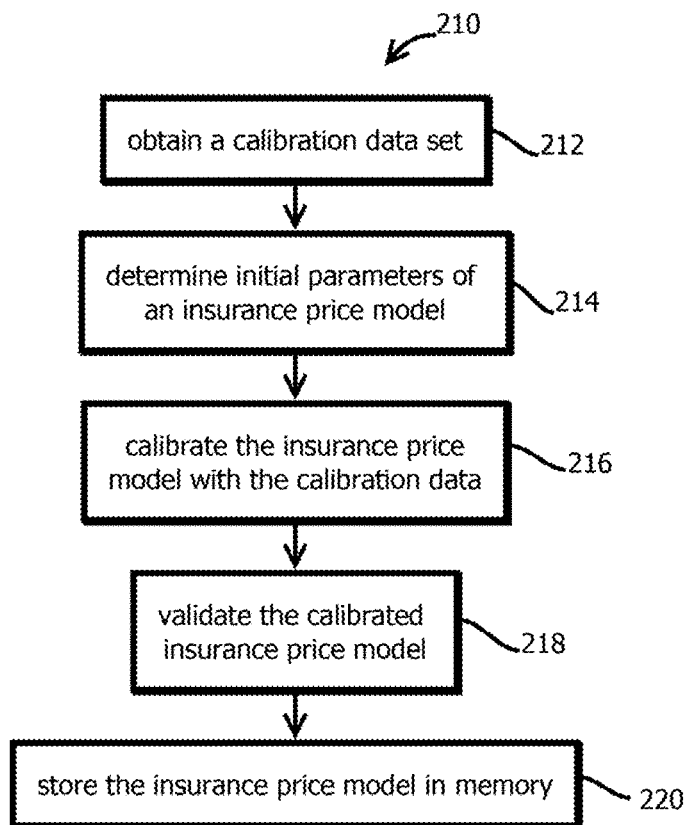 210
obtain a calibration data set
212
determine initial parameters of
an insurance price model
214
calibrate the insurance price
model with the calibration data
216
validate the calibrated
insurance price model
218
store the insurance price model in memory
220